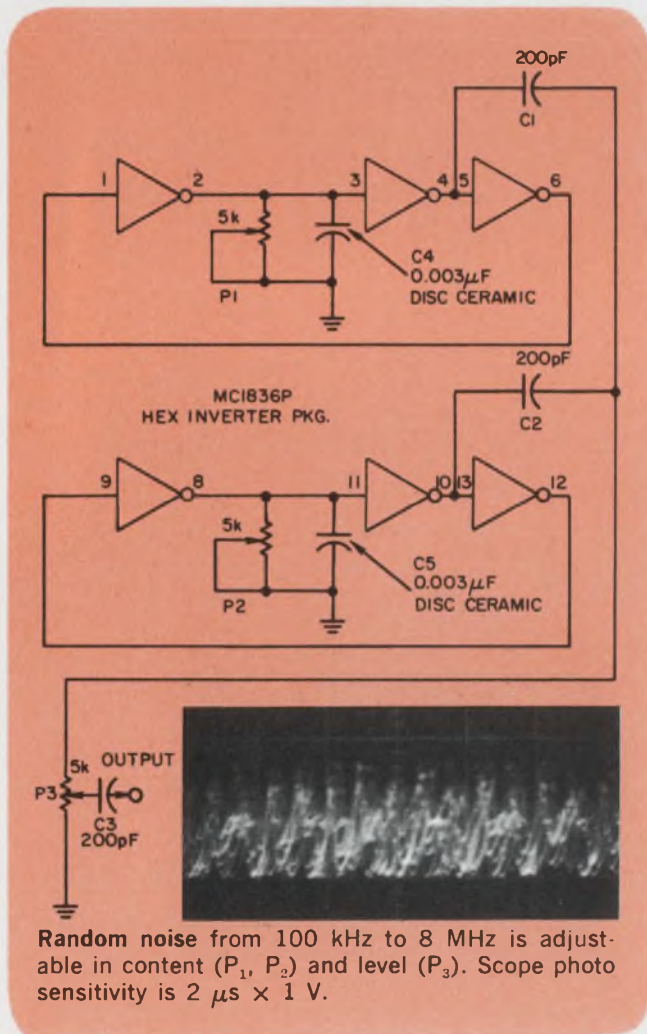 200pF
C1
1
2
3
4
5
6
5k
P1
C4
0.003μF
DISC CERAMIC
200pF
C2
MC1836P
HEX INVERTER PKG.
9
8
11
10
13
12
5k
P2
C5
0.003μF
DISC CERAMIC
5k
OUTPUT
P3
C3
200pF
Random noise from 100 kHz to 8 MHz is adjust-
able in content (P₁, P₂) and level (P₃). Scope photo
sensitivity is 2 μs × 1 V.